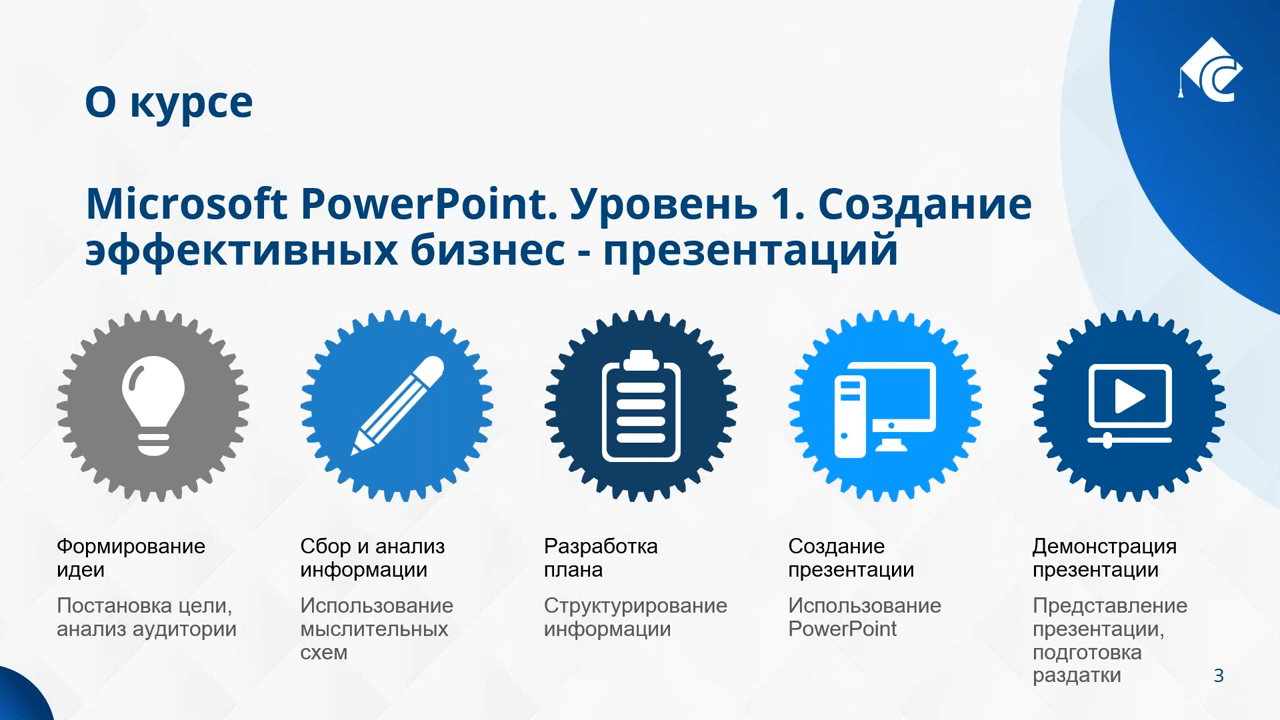 О курсе
Microsoft PowerPoint. Уровень 1. Создание
эффективных бизнес - презентаций
Формирование
идеи
Постановка цели,
анализ аудитории
Сбор и анализ
информации
Использование
мыслительных
схем
Разработка
плана
Структурирование
информации
Создание
презентации
Использование
PowerPoint
Демонстрация
презентации
Представление
презентации,
подготовка
раздатки
3